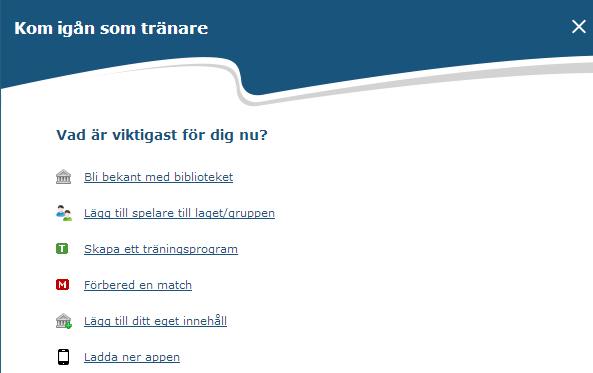 Kom igån som tränare
Vad är viktigast för dig nu?
Bli bekant med biblioteket
Lägg till spelare till laget/gruppen
T Skapa ett träningsprogram
M Förbered en match
Lägg till ditt eget innehåll
Ladda ner appen